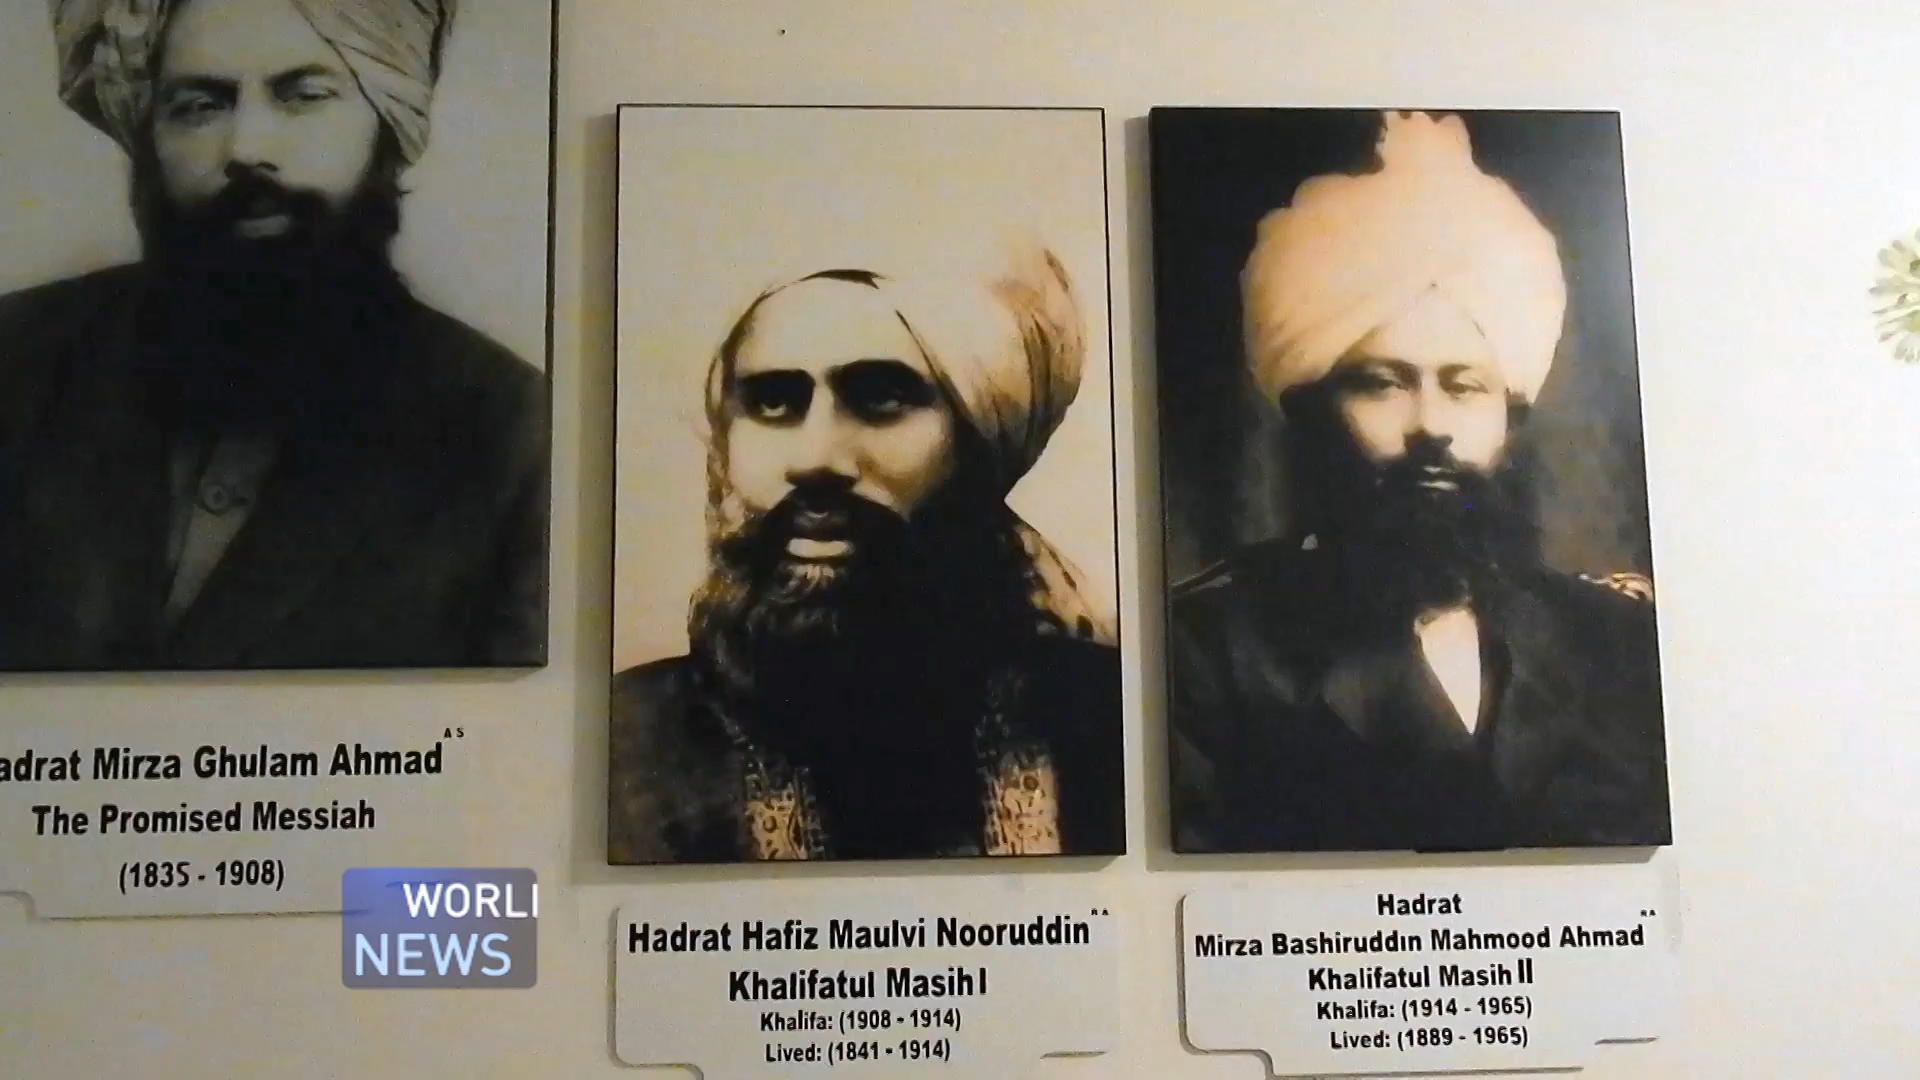 adrat Mirza Ghulam Ahmad AS
The Promised Messiah
(1835 - 1908)
WORLD
NEWS
Hadrat Hafiz Maulvi Nooruddin RA
Khalifatul Masih I
Khalifa: (1908 - 1914)
Lived: (1841 - 1914)
Hadrat
Mirza Bashiruddin Mahmood Ahmad RA
Khalifatul Masih II
Khalifa: (1914 - 1965)
Lived: (1889 - 1965)